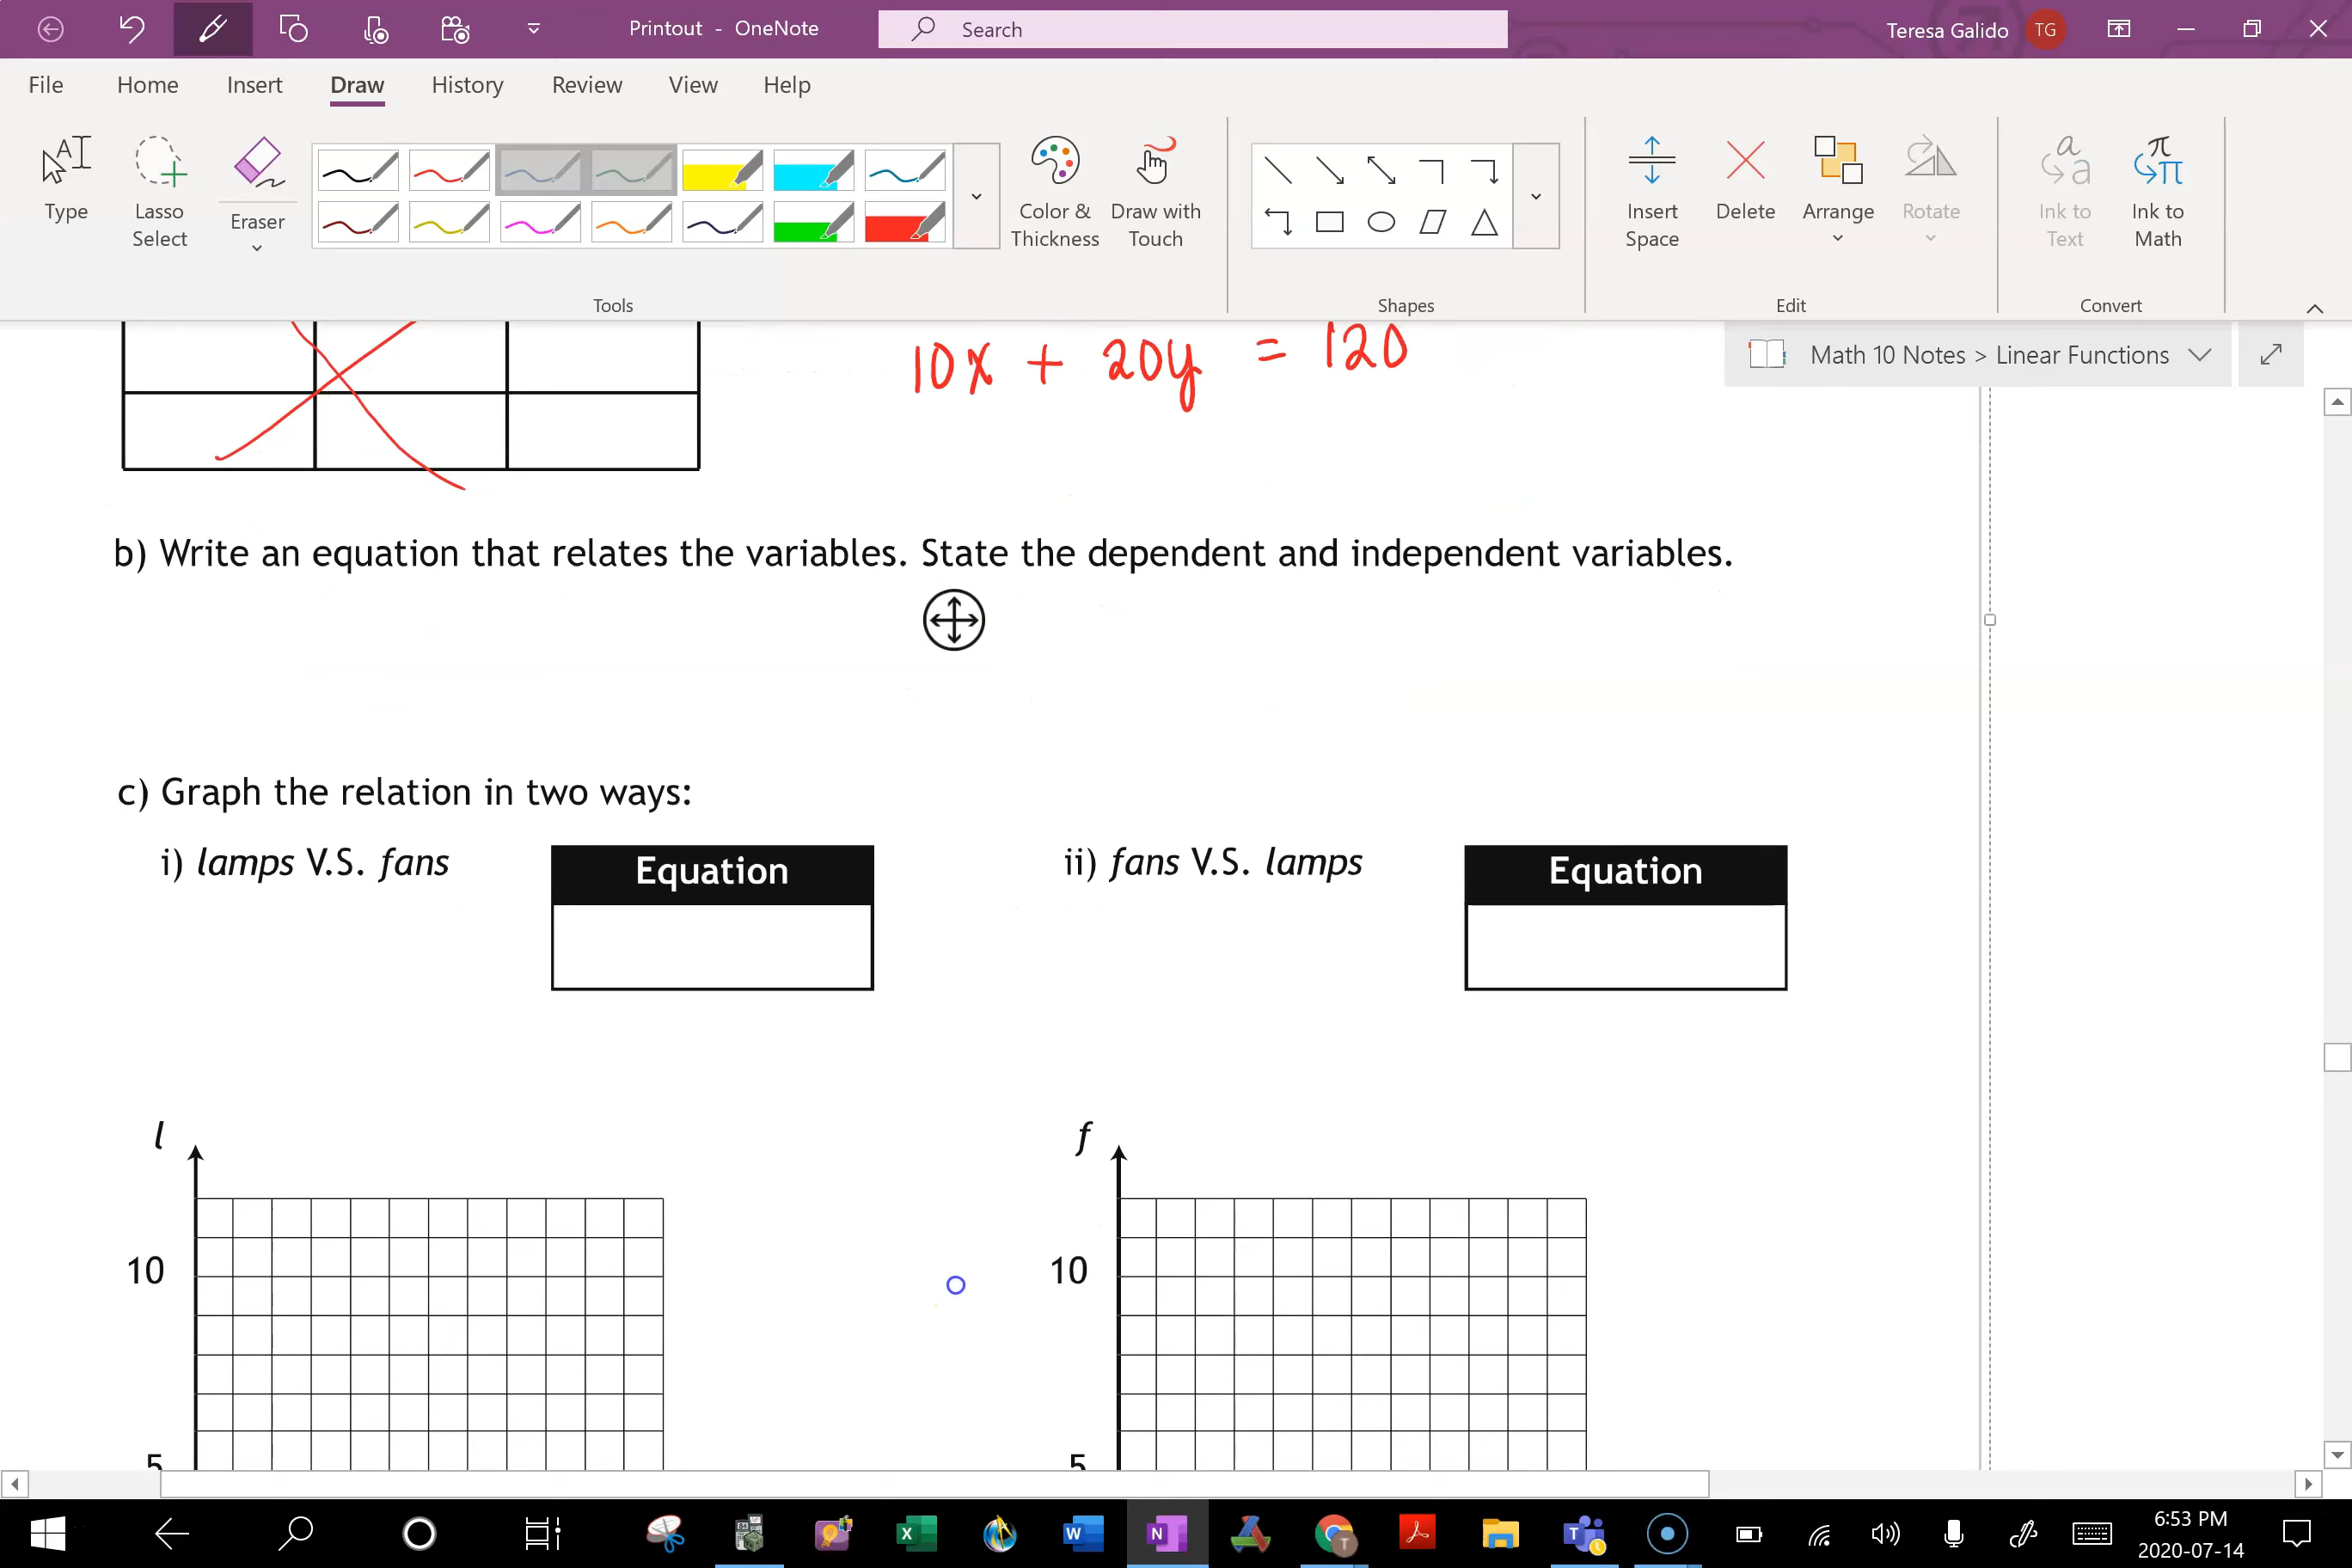 Printout - OneNote
Search
Teresa Galido
TG
File Home Insert Draw History Review View Help
Type
Lasso Select
Eraser
Color & Thickness
Draw with Touch
Insert Space
Delete
Arrange
Rotate
Ink to Text
Ink to Math
Tools
Shapes
Edit
Convert
Math 10 Notes > Linear Functions
10x + 20y = 120
b) Write an equation that relates the variables. State the dependent and independent variables.
c) Graph the relation in two ways:
i) lamps V.S. fans
Equation
ii) fans V.S. lamps
Equation
l
f
10
10
5
5
6:53 PM
2020-07-14